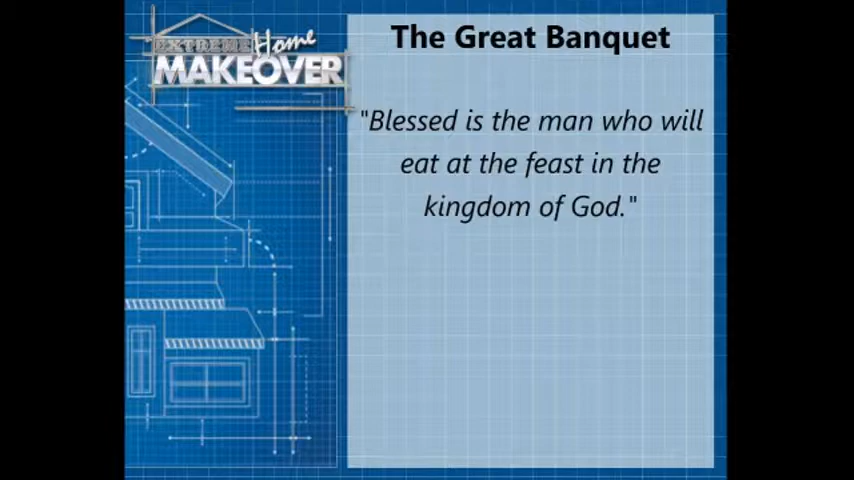 EXTREME Home
MAKEOVER
The Great Banquet
"Blessed is the man who will
eat at the feast in the
kingdom of God."